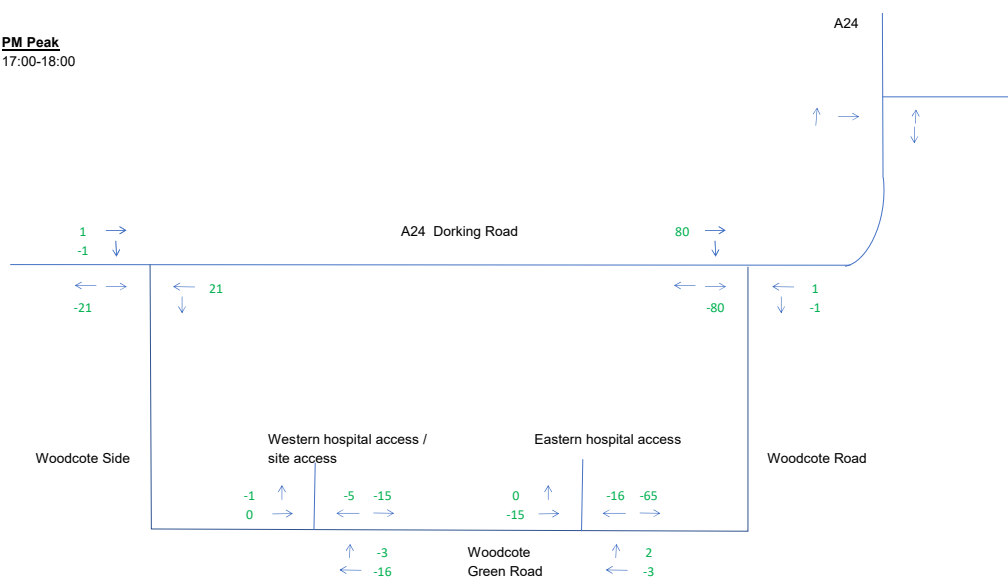 A24
PM Peak
17:00-18:00
1
A24 Dorking Road
80
-1
21
1
-21
-80
-1
Western hospital access /
site access
Eastern hospital access
Woodcote Side
Woodcote Road
-1
-5 -15
0
-16 -65
0
-15
-3
Woodcote
2
-16
Green Road
-3